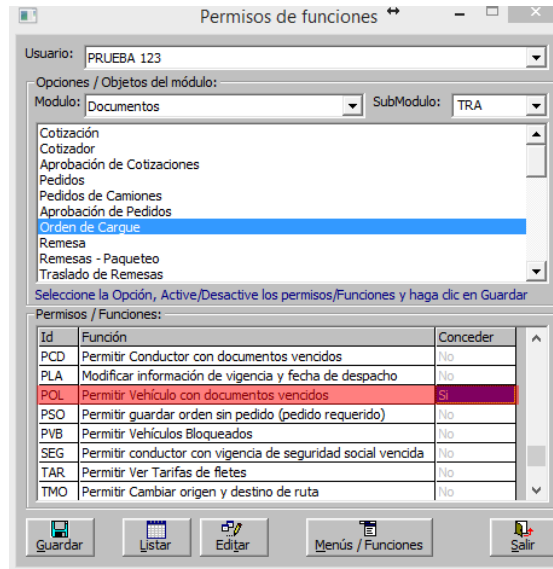 Permisos de funciones
Usuario: PRUEBA 123
Opciones / Objetos del módulo:
Modulo: Documentos SubModulo: TRA
Cotización
Cotizador
Aprobación de Cotizaciones
Pedidos
Pedidos de Camiones
Aprobación de Pedidos
Orden de Cargue
Remesa
Remesas - Paqueteo
Traslado de Remesas
Seleccione la Opción, Active/Desactive los permisos/Funciones y haga clic en Guardar
Permisos / Funciones:
Id Función Conceder
PCD Permitir Conductor con documentos vencidos No
PLA Modificar información de vigencia y fecha de despacho No
POL Permitir Vehículo con documentos vencidos Si
PSO Permitir guardar orden sin pedido (pedido requerido) No
PVB Permitir Vehículos Bloqueados No
SEG Permitir conductor con vigencia de seguridad social vencida No
TAR Permitir Ver Tarifas de fletes No
TMO Permitir Cambiar origen y destino de ruta No
Guardar Listar Editar Menús / Funciones Salir